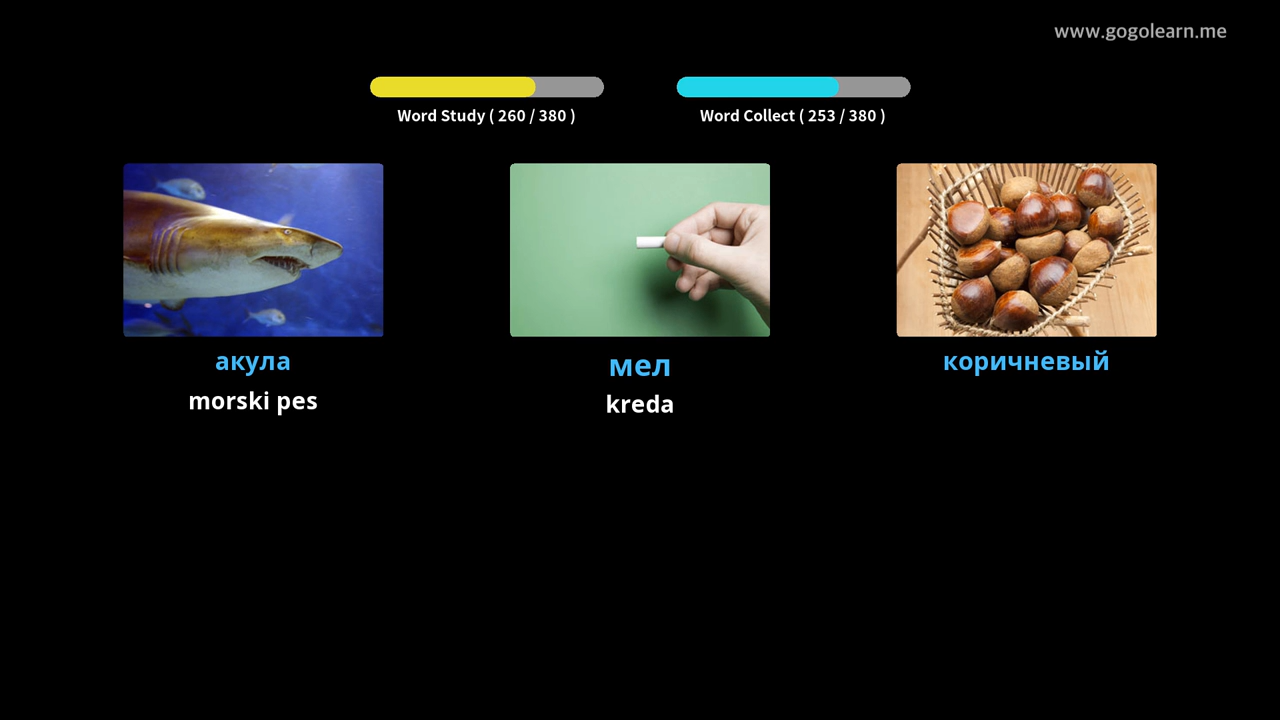 www.gogolearn.me
Word Study ( 260 / 380 )
Word Collect ( 253 / 380 )
акула
мел
коричневый
morski pes
kreda